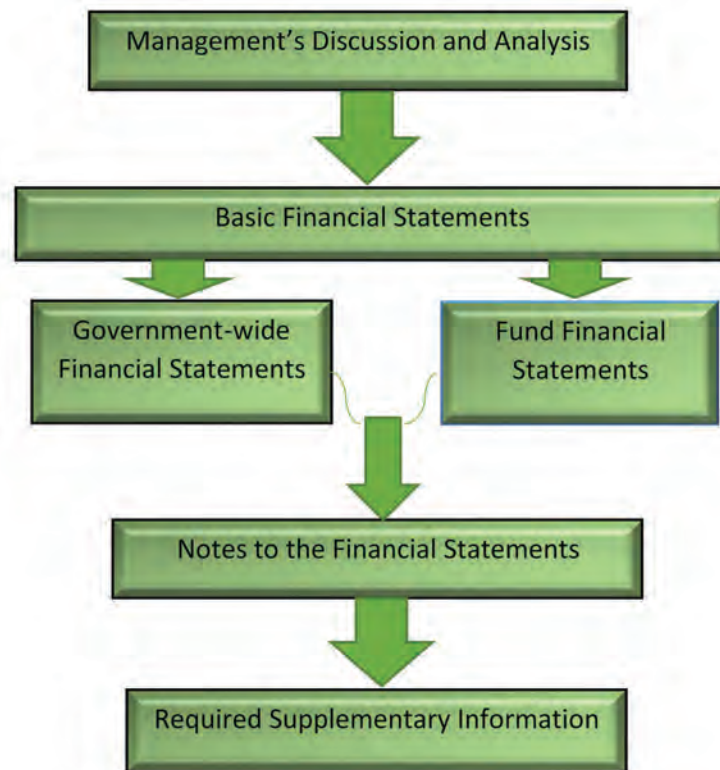 Management’s Discussion and Analysis
Basic Financial Statements
Government-wide
Financial Statements
Fund Financial
Statements
Notes to the Financial Statements
Required Supplementary Information